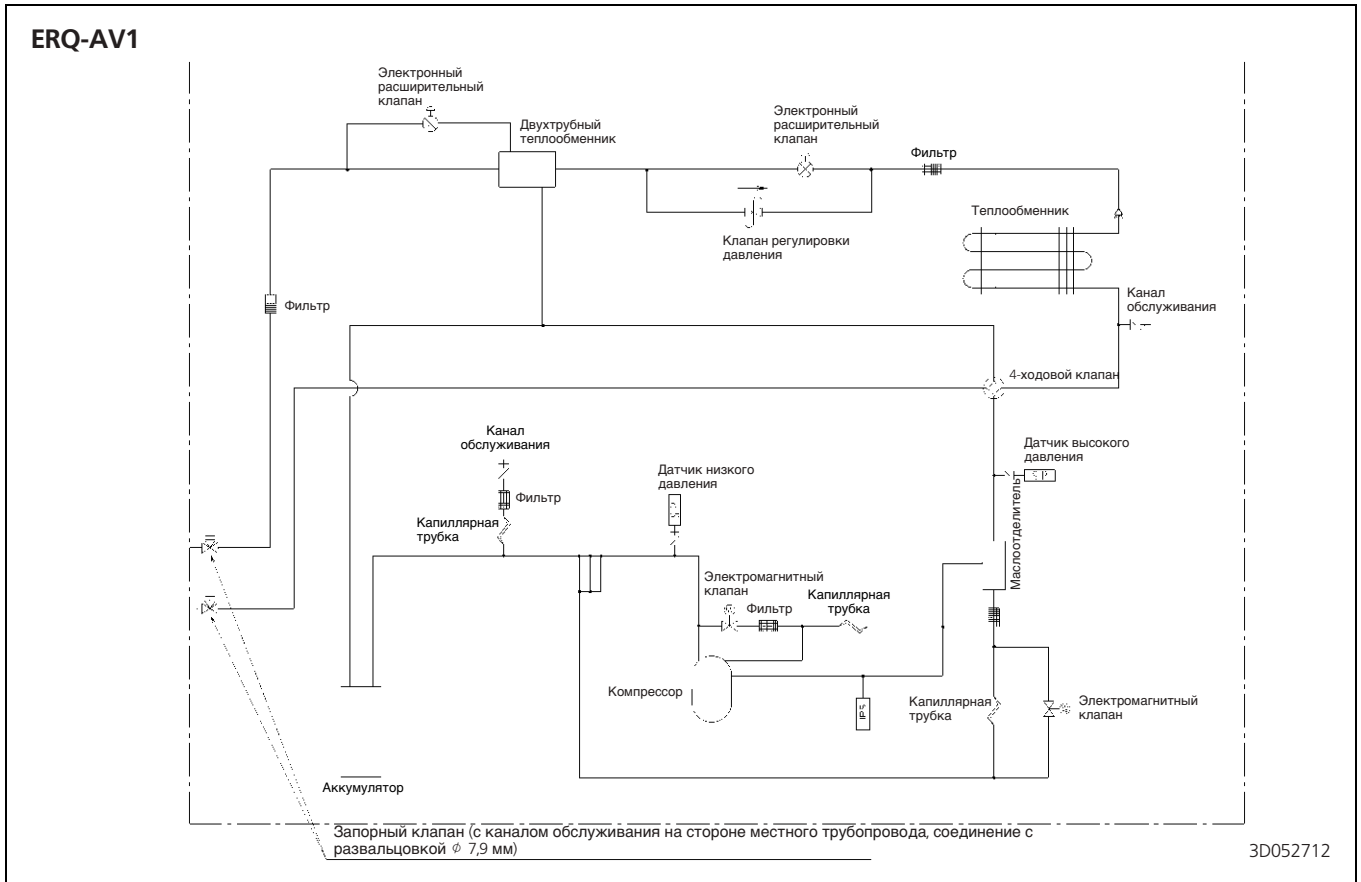 ERQ-AV1
Электронный
расширительный
клапан
Двухтрубный
теплообменник
Электронный
расширительный
клапан
Фильтр
Клапан регулировки
давления
Теплообменник
Канал
обслуживания
Фильтр
4-ходовой клапан
Канал
обслуживания
Фильтр
Капиллярная
трубка
Датчик низкого
давления
Датчик высокого
давления
Маслоотделитель
Электромагнитный
клапан
Фильтр
Капиллярная
трубка
Компрессор
Капиллярная
трубка
Электромагнитный
клапан
Аккумулятор
Запорный клапан (с каналом обслуживания на стороне местного трубопровода, соединение с
развальцовкой ϕ 7,9 мм)
3D052712